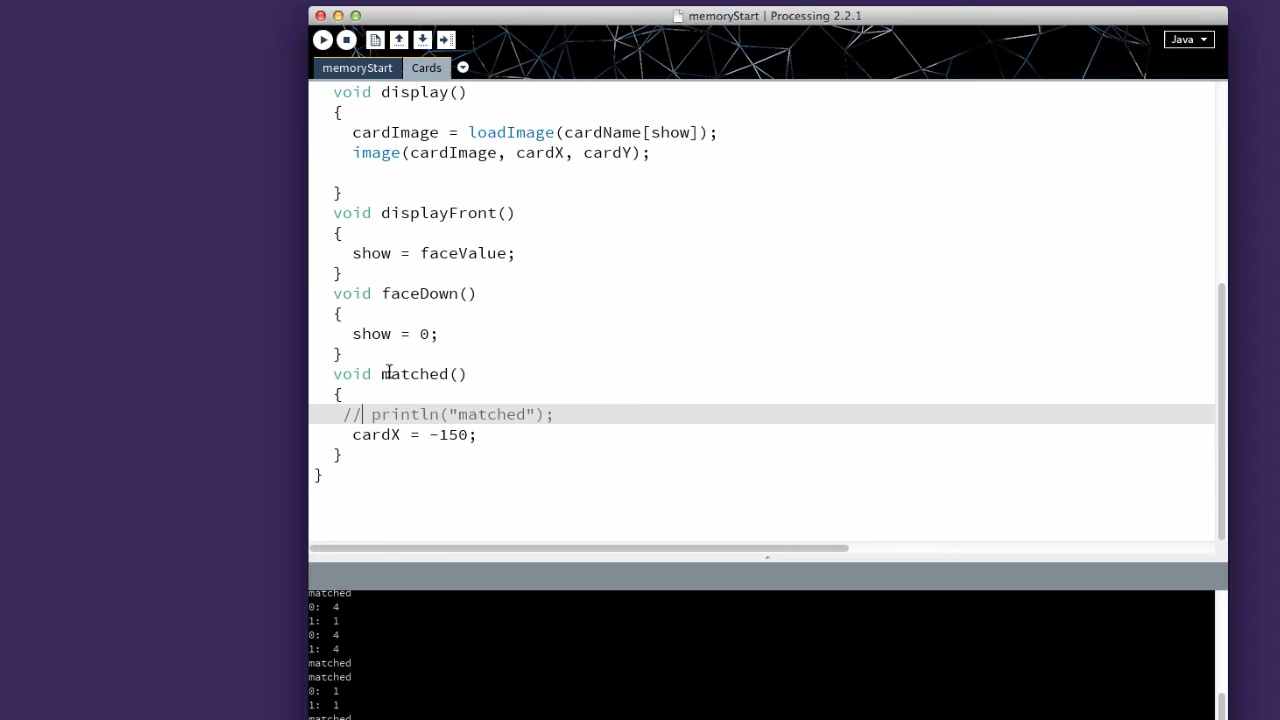 memoryStart | Processing 2.2.1
Java
memoryStart Cards
void display()
{
cardImage = loadImage(cardName[show]);
image(cardImage, cardX, cardY);
}
void displayFront()
{
show = faceValue;
}
void faceDown()
{
show = 0;
}
void matched()
{
// println("matched");
cardX = -150;
}
}
matched
0: 4
1: 1
0: 4
1: 4
matched
matched
0: 1
1: 1
matched